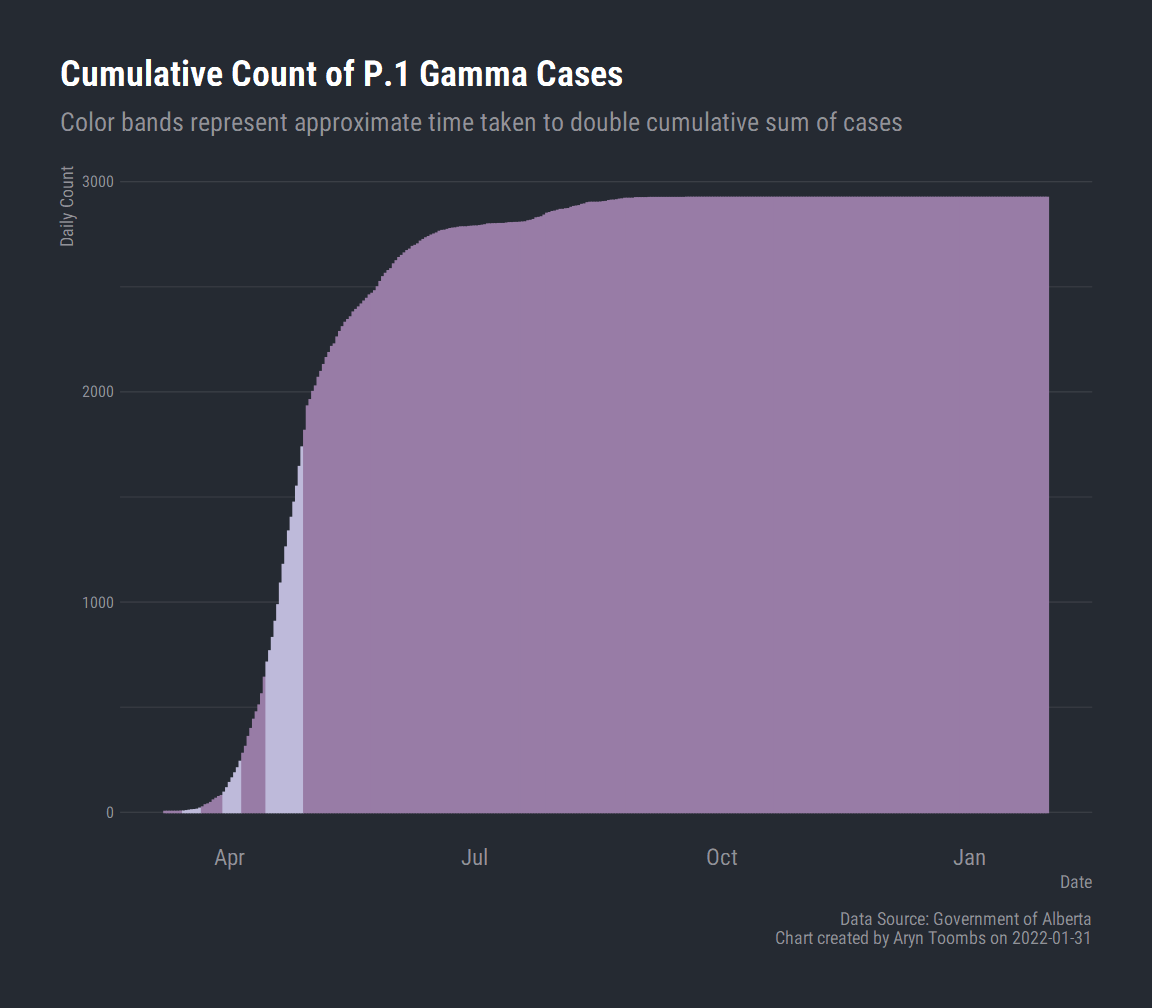 Cumulative Count of P.1 Gamma Cases
Color bands represent approximate time taken to double cumulative sum of cases
Daily Count
3000
2000
1000
0
Apr
Jul
Oct
Jan
Date
Data Source: Government of Alberta
Chart created by Aryn Toombs on 2022-01-31